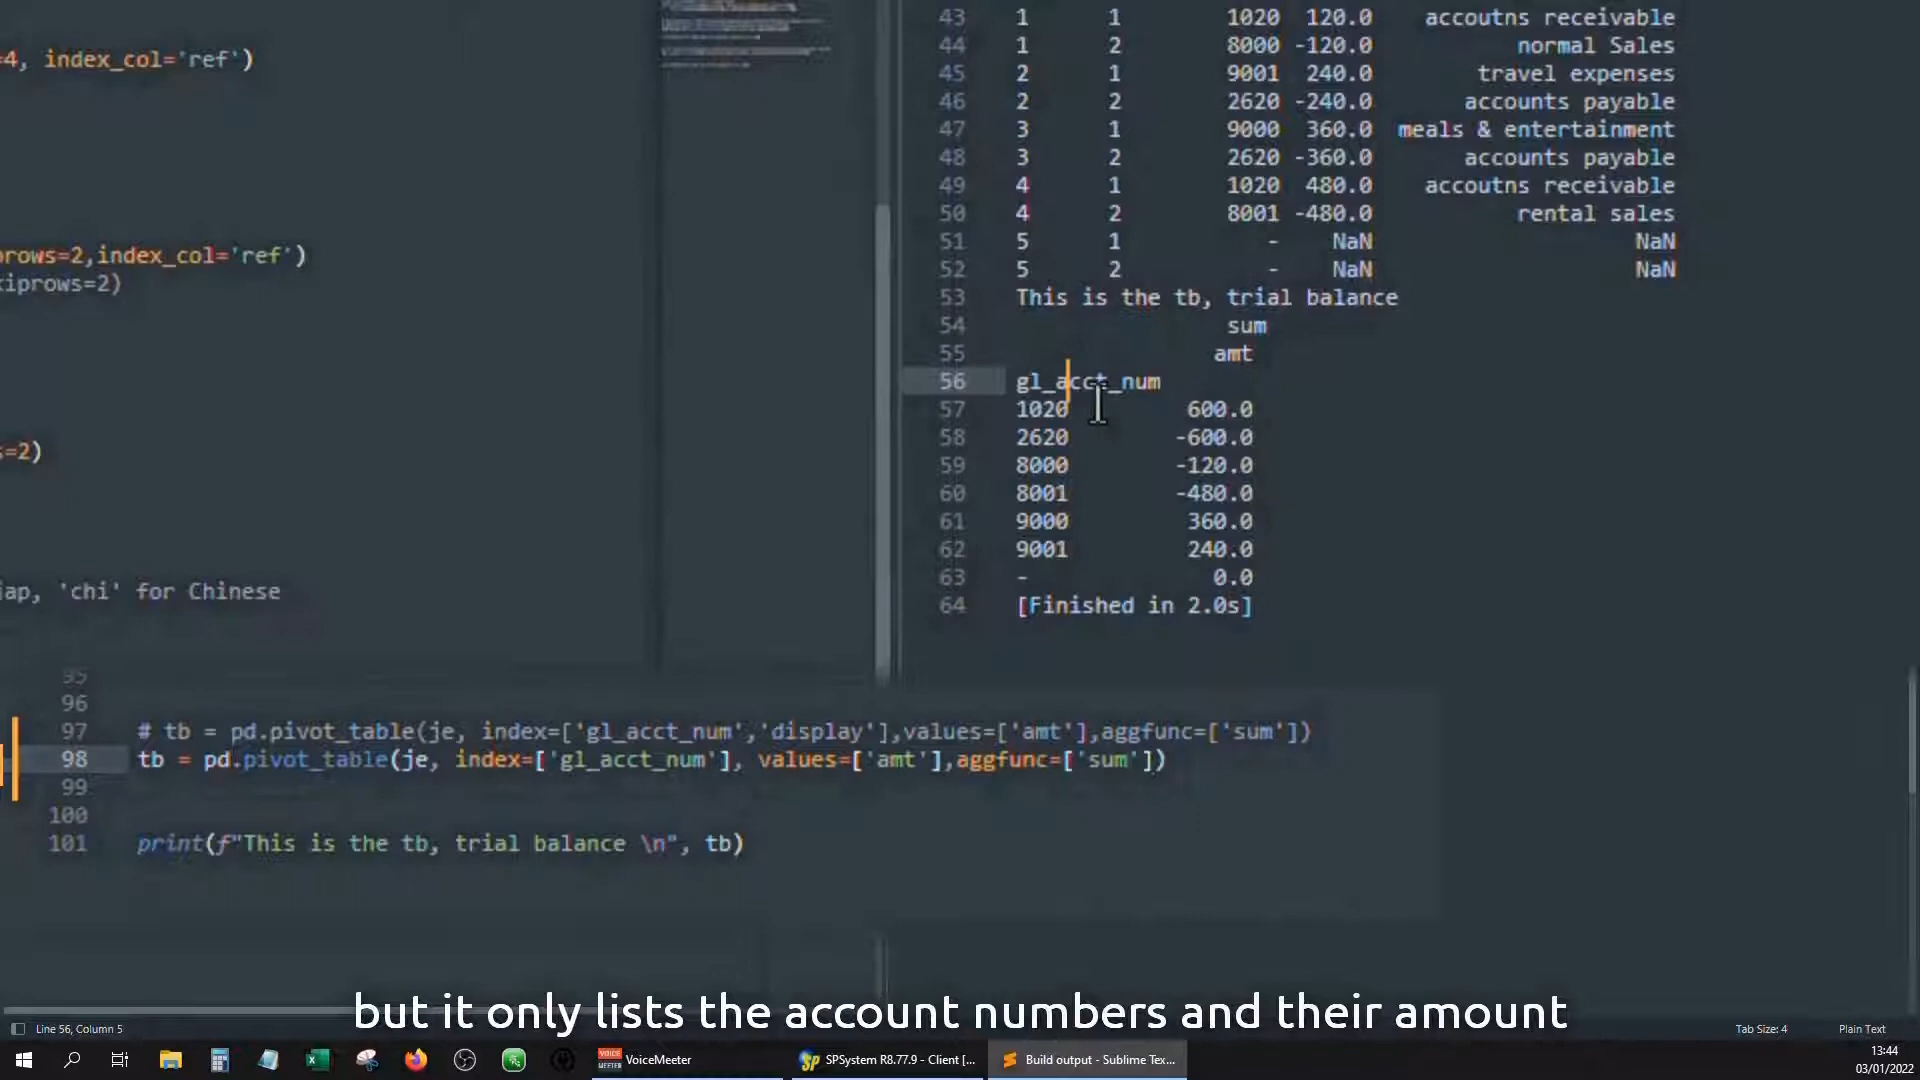 =4, index_col='ref')
prows=2,index_col='ref')
kiprows=2)
s=2)
iap, 'chi' for Chinese
43 1 1 1020 120.0 accoutns receivable
44 1 2 8000 -120.0 normal Sales
45 2 1 9001 240.0 travel expenses
46 2 2 2620 -240.0 accounts payable
47 3 1 9000 360.0 meals & entertainment
48 3 2 2620 -360.0 accounts payable
49 4 1 1020 480.0 accoutns receivable
50 4 2 8001 -480.0 rental sales
51 5 1 - NaN NaN
52 5 2 - NaN NaN
53 This is the tb, trial balance
54 sum
55 amt
56 gl_acct_num
57 1020 600.0
58 2620 -600.0
59 8000 -120.0
60 8001 -480.0
61 9000 360.0
62 9001 240.0
63 - 0.0
64 [Finished in 2.0s]
95
96
97 # tb = pd.pivot_table(je, index=['gl_acct_num','display'],values=['amt'],aggfunc=['sum'])
98 tb = pd.pivot_table(je, index=['gl_acct_num'], values=['amt'],aggfunc=['sum'])
99
100
101 print(f"This is the tb, trial balance \n", tb)
but it only lists the account numbers and their amount
Line 56, Column 5
Tab Size: 4
Plain Text
VoiceMeeter
SPSystem R8.77.9 - Client [...
Build output - Sublime Tex...
13:44
03/01/2022